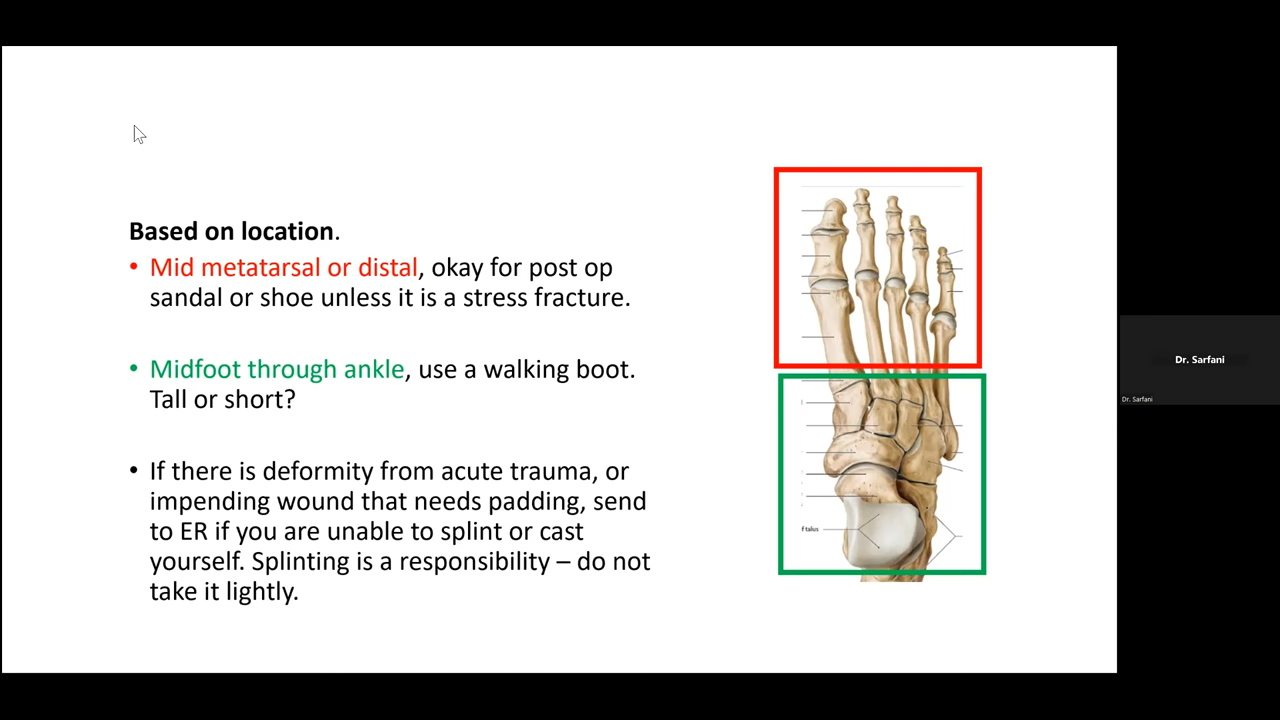 Based on location.
• Mid metatarsal or distal, okay for post op
sandal or shoe unless it is a stress fracture.
• Midfoot through ankle, use a walking boot.
Tall or short?
• If there is deformity from acute trauma, or
impending wound that needs padding, send
to ER if you are unable to splint or cast
yourself. Splinting is a responsibility – do not
take it lightly.
f talus
Dr. Sarfani
Dr. Sarfani